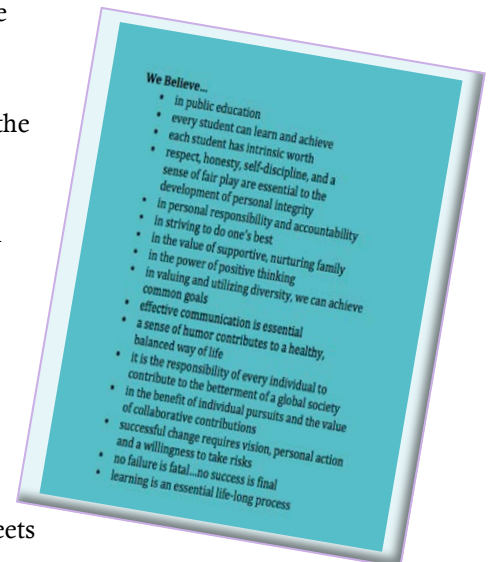 e
the
We Believe...
• in public education
• every student can learn and achieve
• each student has intrinsic worth
• respect, honesty, self-discipline, and a
sense of fair play are essential to the
development of personal integrity
• in personal responsibility and accountability
• in striving to do one's best
• in the value of supportive, nurturing family
• in the power of positive thinking
• in valuing and utilizing diversity, we can achieve
common goals
• effective communication is essential
• a sense of humor contributes to a healthy,
balanced way of life
• it is the responsibility of every individual to
contribute to the betterment of a global society
• in the benefit of individual pursuits and the value
of collaborative contributions
• successful change requires vision, personal action
and a willingness to take risks
• no failure is fatal...no success is final
• learning is an essential life-long process
eets